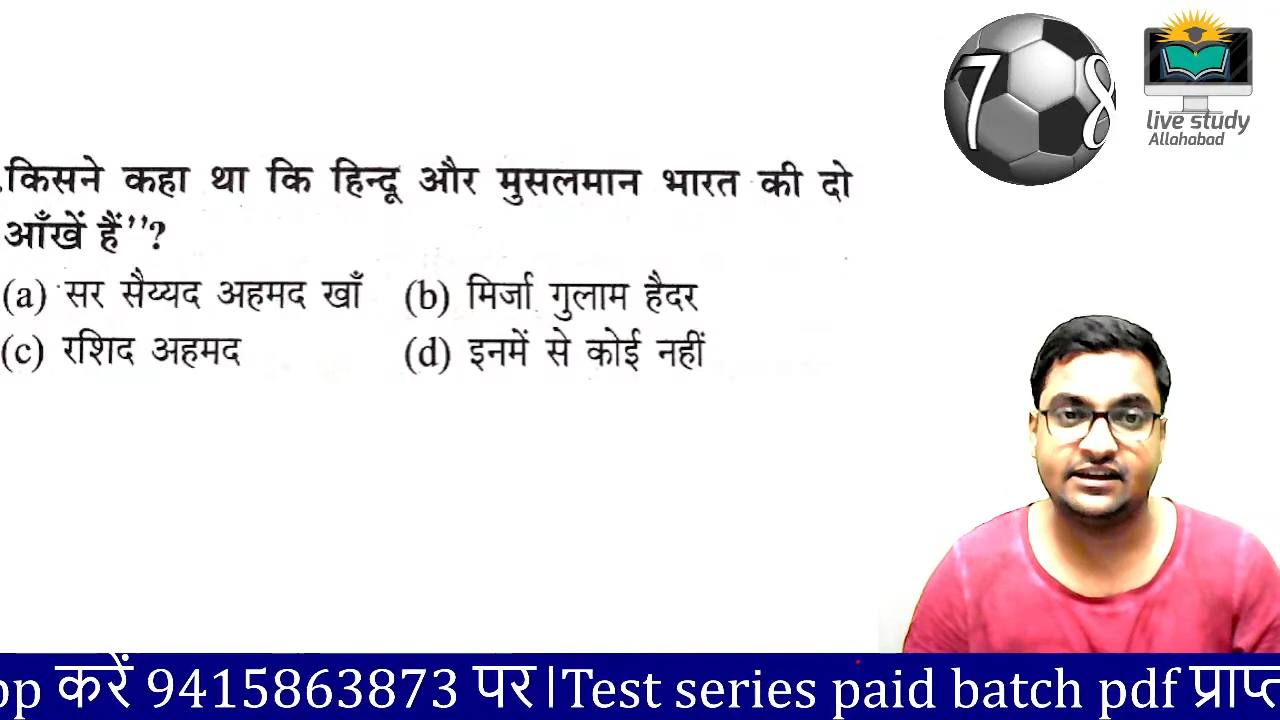 7 8
live study
Allahabad
.किसने कहा था कि हिन्दू और मुसलमान भारत की दो
आँखें हैं’’?
(a) सर सैय्यद अहमद खाँ (b) मिर्जा गुलाम हैदर
(c) रशिद अहमद (d) इनमें से कोई नहीं
करें 9415863873 पर।Test series paid batch pdf